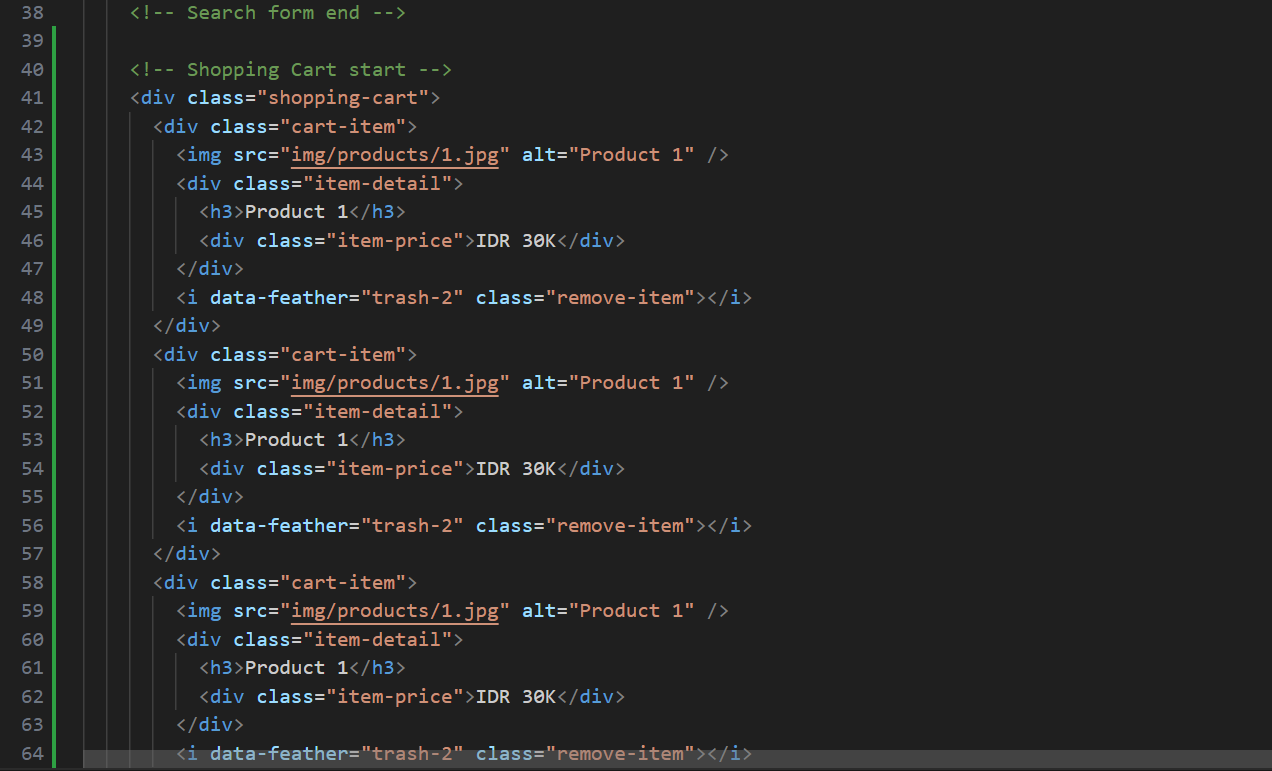 38 <!-- Search form end -->
39
40 <!-- Shopping Cart start -->
41 <div class="shopping-cart">
42 <div class="cart-item">
43 <img src="img/products/1.jpg" alt="Product 1" />
44 <div class="item-detail">
45 <h3>Product 1</h3>
46 <div class="item-price">IDR 30K</div>
47 </div>
48 <i data-feather="trash-2" class="remove-item"></i>
49 </div>
50 <div class="cart-item">
51 <img src="img/products/1.jpg" alt="Product 1" />
52 <div class="item-detail">
53 <h3>Product 1</h3>
54 <div class="item-price">IDR 30K</div>
55 </div>
56 <i data-feather="trash-2" class="remove-item"></i>
57 </div>
58 <div class="cart-item">
59 <img src="img/products/1.jpg" alt="Product 1" />
60 <div class="item-detail">
61 <h3>Product 1</h3>
62 <div class="item-price">IDR 30K</div>
63 </div>
64 <i data-feather="trash-2" class="remove-item"></i>